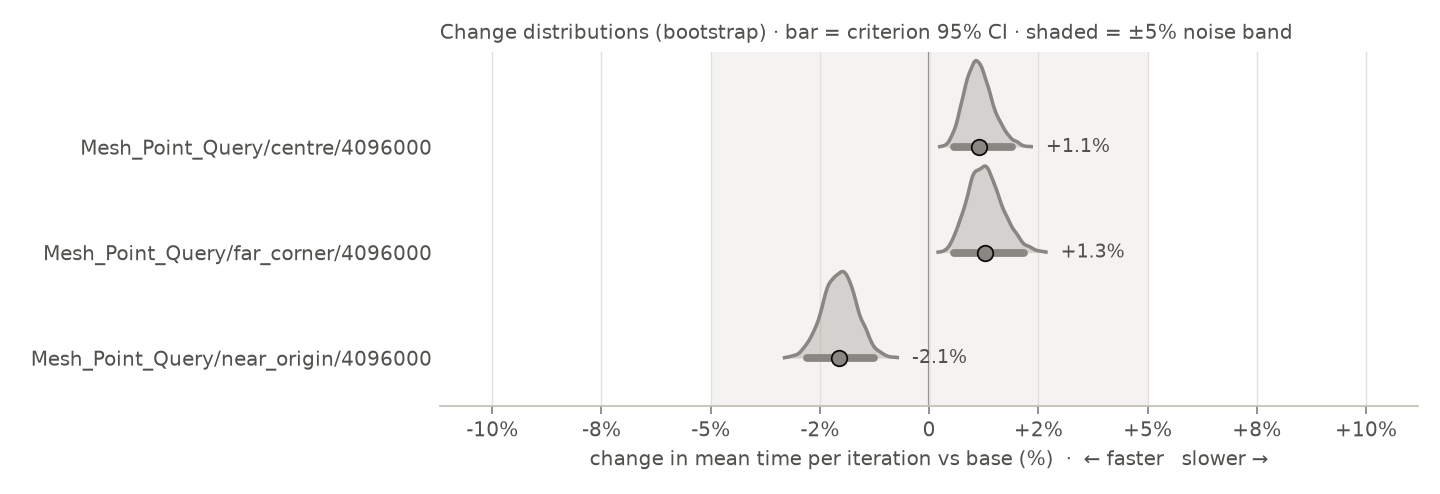 Change distributions (bootstrap) · bar = criterion 95% CI · shaded = ±5% noise band
Mesh_Point_Query/centre/4096000
+1.1%
Mesh_Point_Query/far_corner/4096000
+1.3%
Mesh_Point_Query/near_origin/4096000
-2.1%
-10% -8% -5% -2% 0 +2% +5% +8% +10%
change in mean time per iteration vs base (%) · ← faster slower →